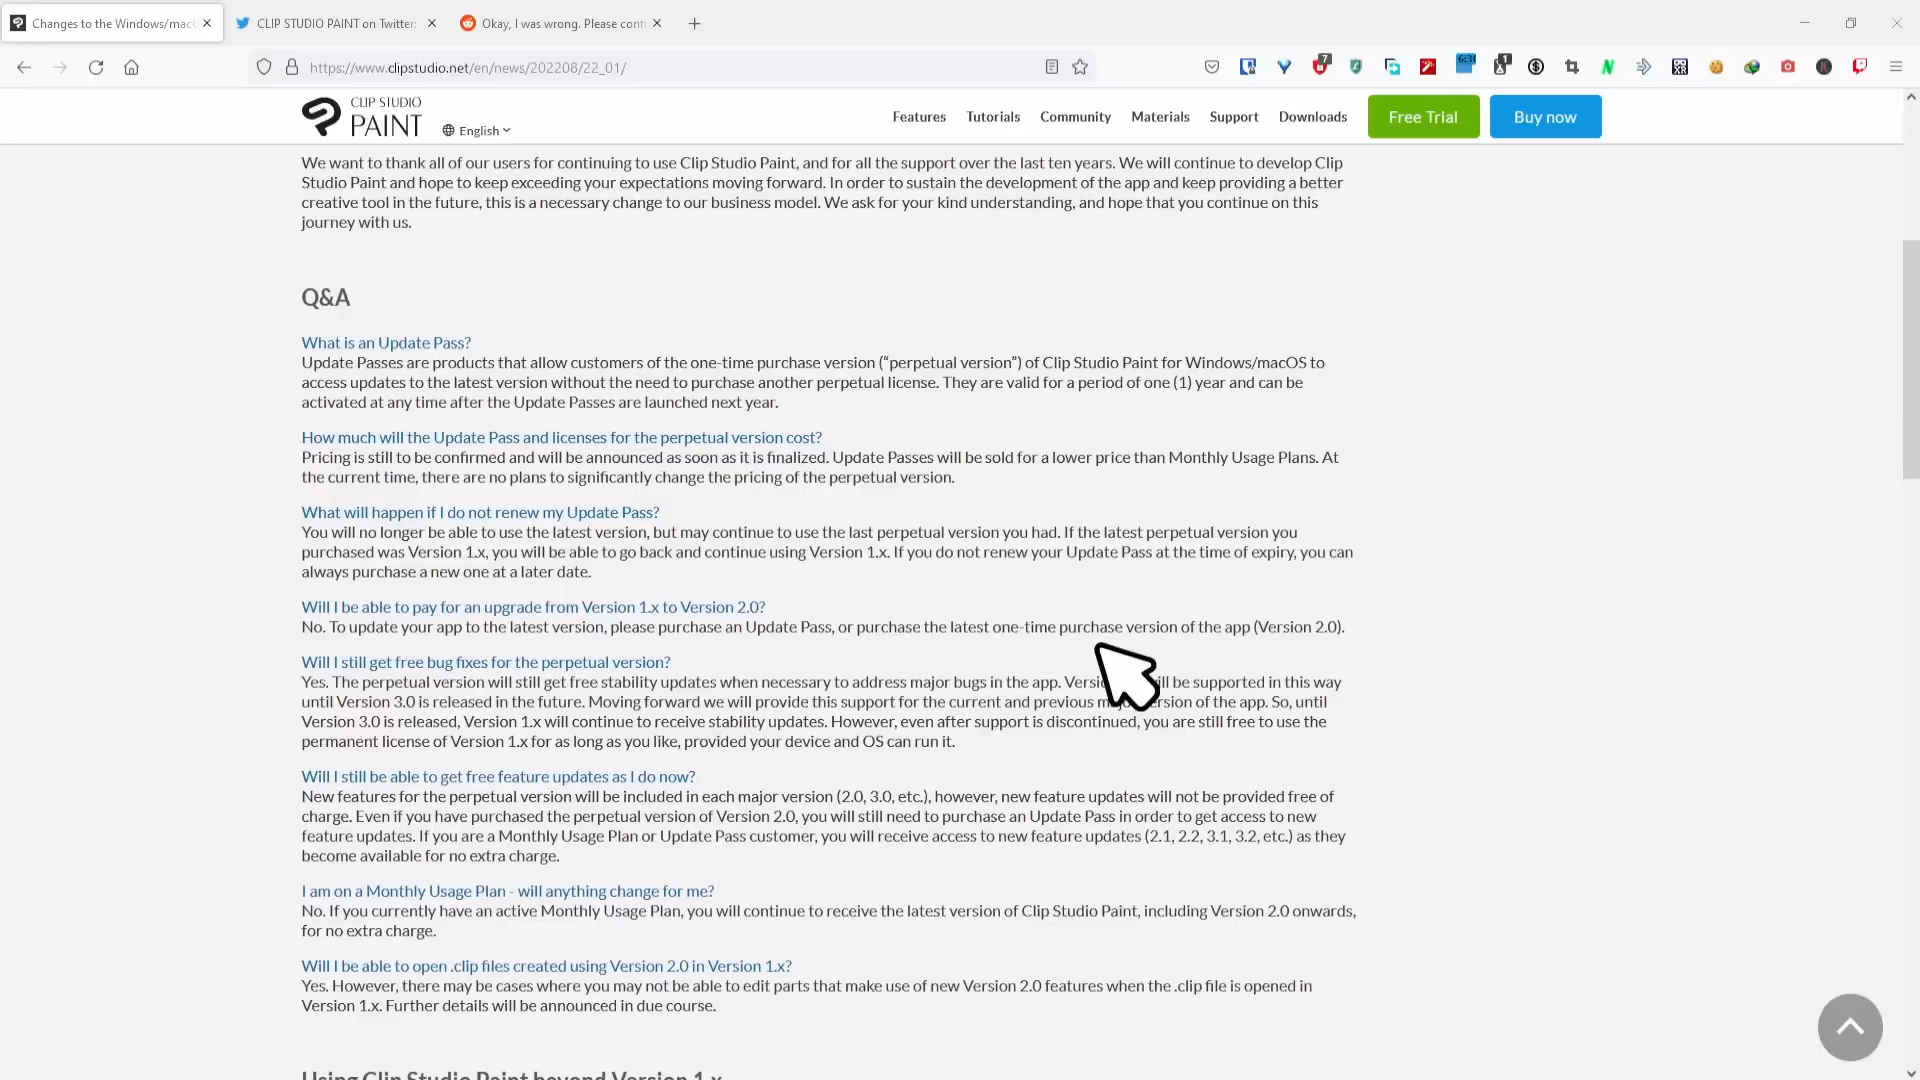 Changes to the Windows/mac
CLIP STUDIO PAINT on Twitter:
Okay, I was wrong. Please cont
https://www.clipstudio.net/en/news/202208/22_01/
7
1
CLIP STUDIO
PAINT
English
Features
Tutorials
Community
Materials
Support
Downloads
Free Trial
Buy now
We want to thank all of our users for continuing to use Clip Studio Paint, and for all the support over the last ten years. We will continue to develop Clip
Studio Paint and hope to keep exceeding your expectations moving forward. In order to sustain the development of the app and keep providing a better
creative tool in the future, this is a necessary change to our business model. We ask for your kind understanding, and hope that you continue on this
journey with us.
Q&A
What is an Update Pass?
Update Passes are products that allow customers of the one-time purchase version (“perpetual version”) of Clip Studio Paint for Windows/macOS to
access updates to the latest version without the need to purchase another perpetual license. They are valid for a period of one (1) year and can be
activated at any time after the Update Passes are launched next year.
How much will the Update Pass and licenses for the perpetual version cost?
Pricing is still to be confirmed and will be announced as soon as it is finalized. Update Passes will be sold for a lower price than Monthly Usage Plans. At
the current time, there are no plans to significantly change the pricing of the perpetual version.
What will happen if I do not renew my Update Pass?
You will no longer be able to use the latest version, but may continue to use the last perpetual version you had. If the latest perpetual version you
purchased was Version 1.x, you will be able to go back and continue using Version 1.x. If you do not renew your Update Pass at the time of expiry, you can
always purchase a new one at a later date.
Will I be able to pay for an upgrade from Version 1.x to Version 2.0?
No. To update your app to the latest version, please purchase an Update Pass, or purchase the latest one-time purchase version of the app (Version 2.0).
Will I still get free bug fixes for the perpetual version?
Yes. The perpetual version will still get free stability updates when necessary to address major bugs in the app. Versi ill be supported in this way
until Version 3.0 is released in the future. Moving forward we will provide this support for the current and previous m rsion of the app. So, until
Version 3.0 is released, Version 1.x will continue to receive stability updates. However, even after support is discontinued, you are still free to use the
permanent license of Version 1.x for as long as you like, provided your device and OS can run it.
Will I still be able to get free feature updates as I do now?
New features for the perpetual version will be included in each major version (2.0, 3.0, etc.), however, new feature updates will not be provided free of
charge. Even if you have purchased the perpetual version of Version 2.0, you will still need to purchase an Update Pass in order to get access to new
feature updates. If you are a Monthly Usage Plan or Update Pass customer, you will receive access to new feature updates (2.1, 2.2, 3.1, 3.2, etc.) as they
become available for no extra charge.
I am on a Monthly Usage Plan - will anything change for me?
No. If you currently have an active Monthly Usage Plan, you will continue to receive the latest version of Clip Studio Paint, including Version 2.0 onwards,
for no extra charge.
Will I be able to open .clip files created using Version 2.0 in Version 1.x?
Yes. However, there may be cases where you may not be able to edit parts that make use of new Version 2.0 features when the .clip file is opened in
Version 1.x. Further details will be announced in due course.
Using Clip Studio Paint beyond Version 1.x